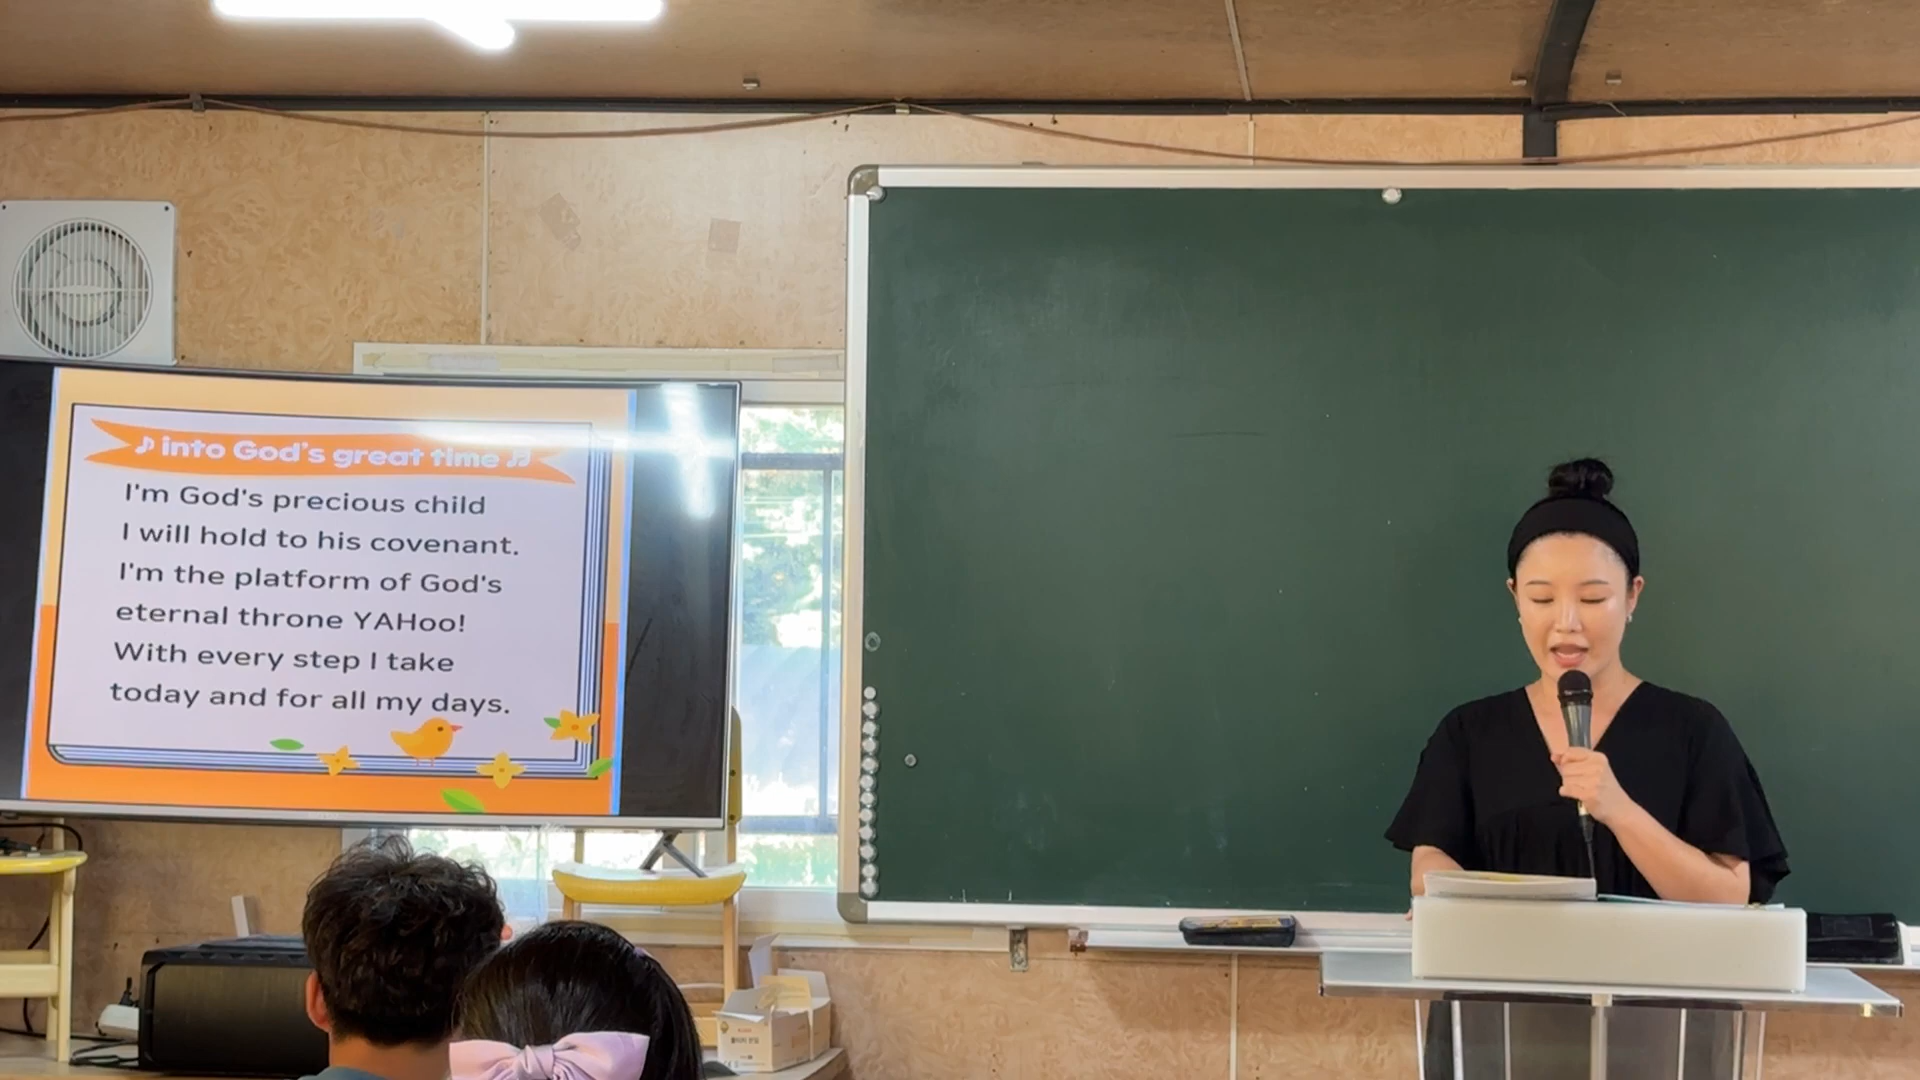 ♪ into God's great time ♬
I'm God's precious child
I will hold to his covenant.
I'm the platform of God's
eternal throne YAHoo!
With every step I take
today and for all my days.